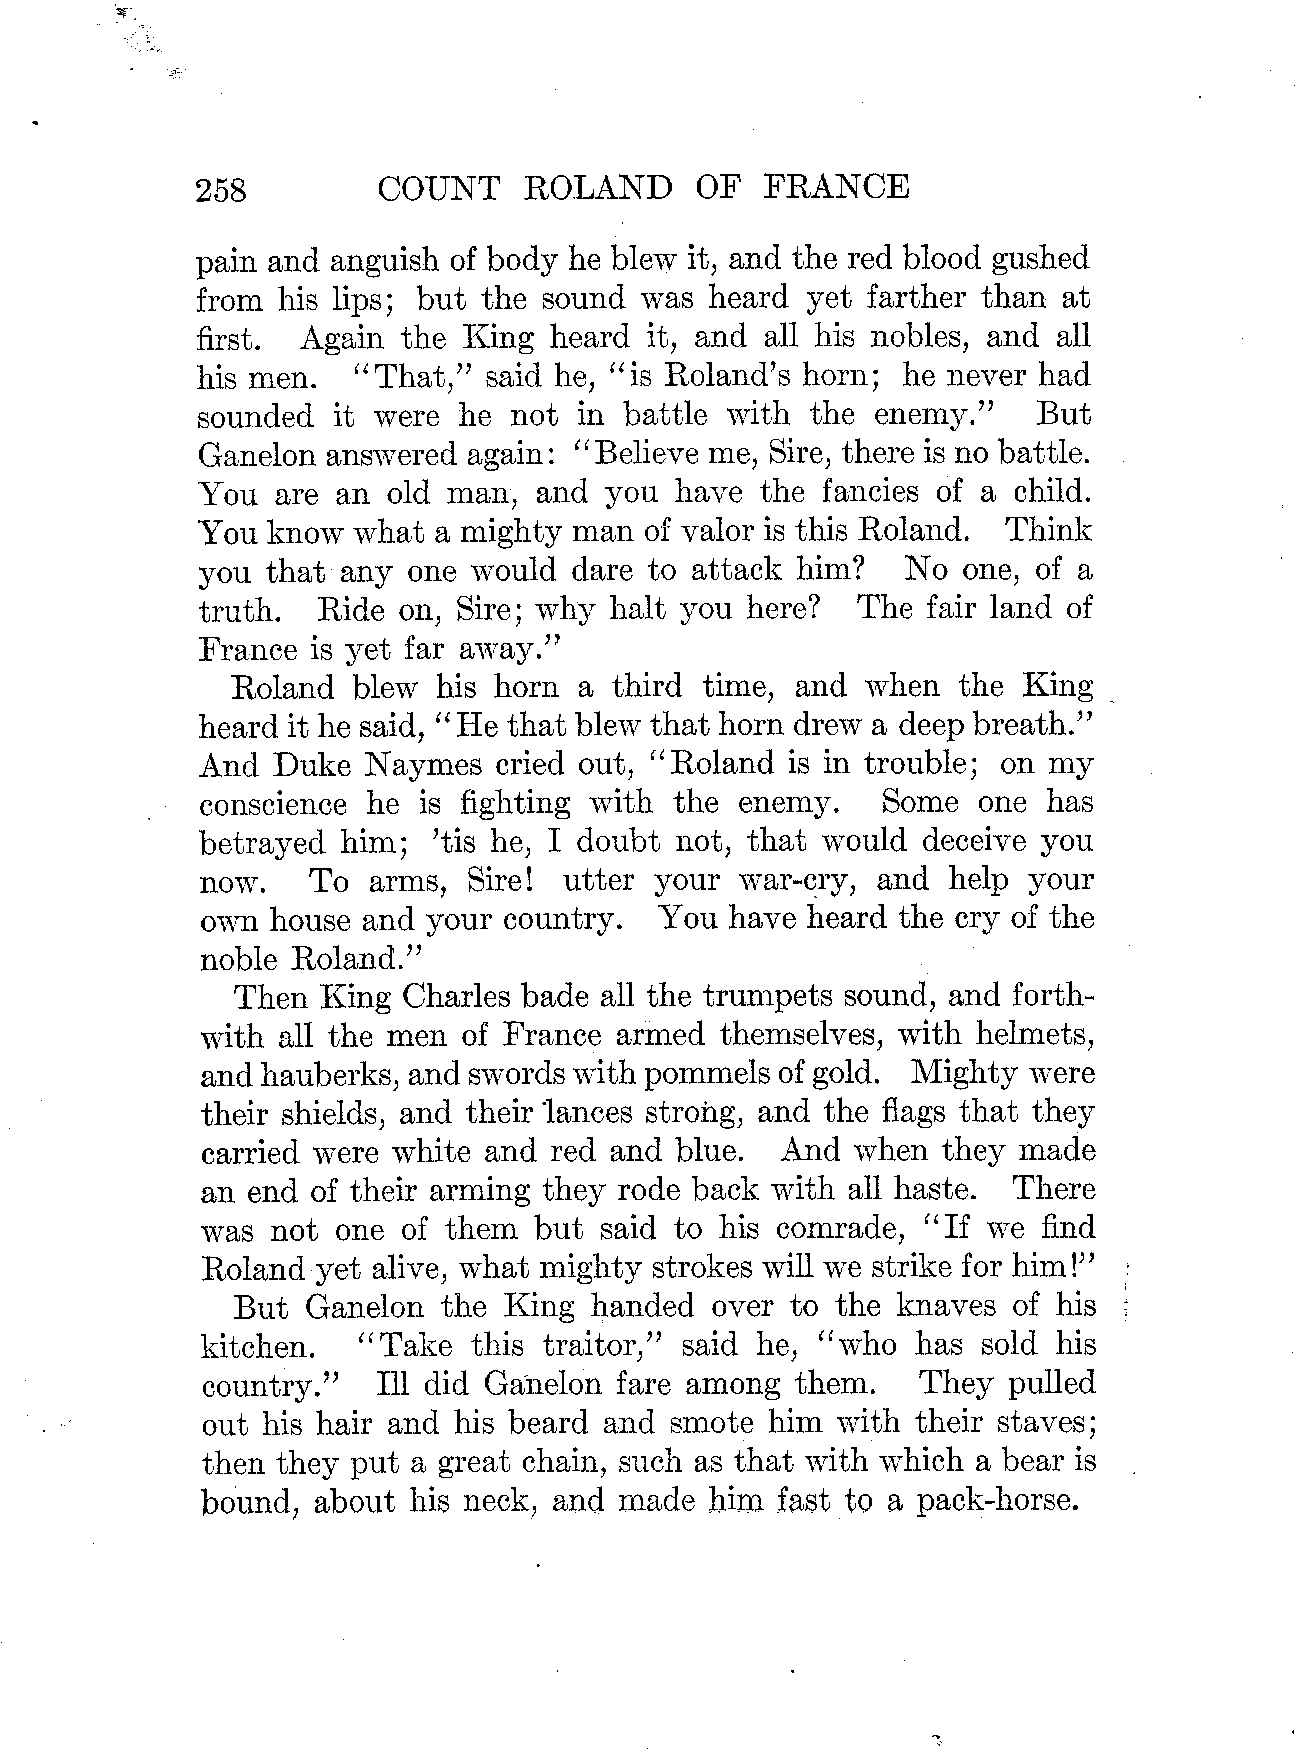 258 COUNT ROLAND OF FRANCE
pain and anguish of body he blew it, and the red blood gushed
from his lips; but the sound was heard yet farther than at
first. Again the King heard it, and all his nobles, and all
his men. "That," said he, "is Roland's horn; he never had
sounded it were he not in battle with the enemy." But
Ganelon answered again: "Believe me, Sire, there is no battle.
You are an old man, and you have the fancies of a child.
You know what a mighty man of valor is this Roland. Think
you that any one would dare to attack him? No one, of a
truth. Ride on, Sire; why halt you here? The fair land of
France is yet far away."
Roland blew his horn a third time, and when the King
heard it he said, "He that blew that horn drew a deep breath."
And Duke Naymes cried out, "Roland is in trouble; on my
conscience he is fighting with the enemy. Some one has
betrayed him; 'tis he, I doubt not, that would deceive you
now. To arms, Sire! utter your war-cry, and help your
own house and your country. You have heard the cry of the
noble Roland."
Then King Charles bade all the trumpets sound, and forth-
with all the men of France armed themselves, with helmets,
and hauberks, and swords with pommels of gold. Mighty were
their shields, and their lances strong, and the flags that they
carried were white and red and blue. And when they made
an end of their arming they rode back with all haste. There
was not one of them but said to his comrade, "If we find
Roland yet alive, what mighty strokes will we strike for him!"
But Ganelon the King handed over to the knaves of his
kitchen. "Take this traitor," said he, "who has sold his
country." Ill did Ganelon fare among them. They pulled
out his hair and his beard and smote him with their staves;
then they put a great chain, such as that with which a bear is
bound, about his neck, and made him fast to a pack-horse.